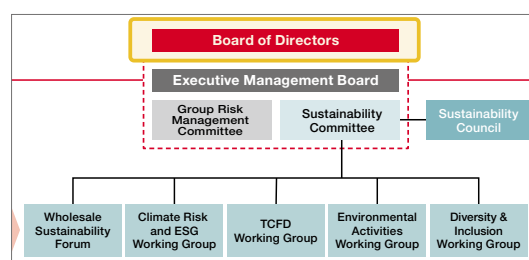 Board of Directors
Executive Management Board
Group Risk
Management
Committee
Sustainability
Committee
Sustainability
Council
Wholesale
Sustainability
Forum
Climate Risk
and ESG
Working Group
TCFD
Working Group
Environmental
Activities
Working Group
Diversity &
Inclusion
Working Group